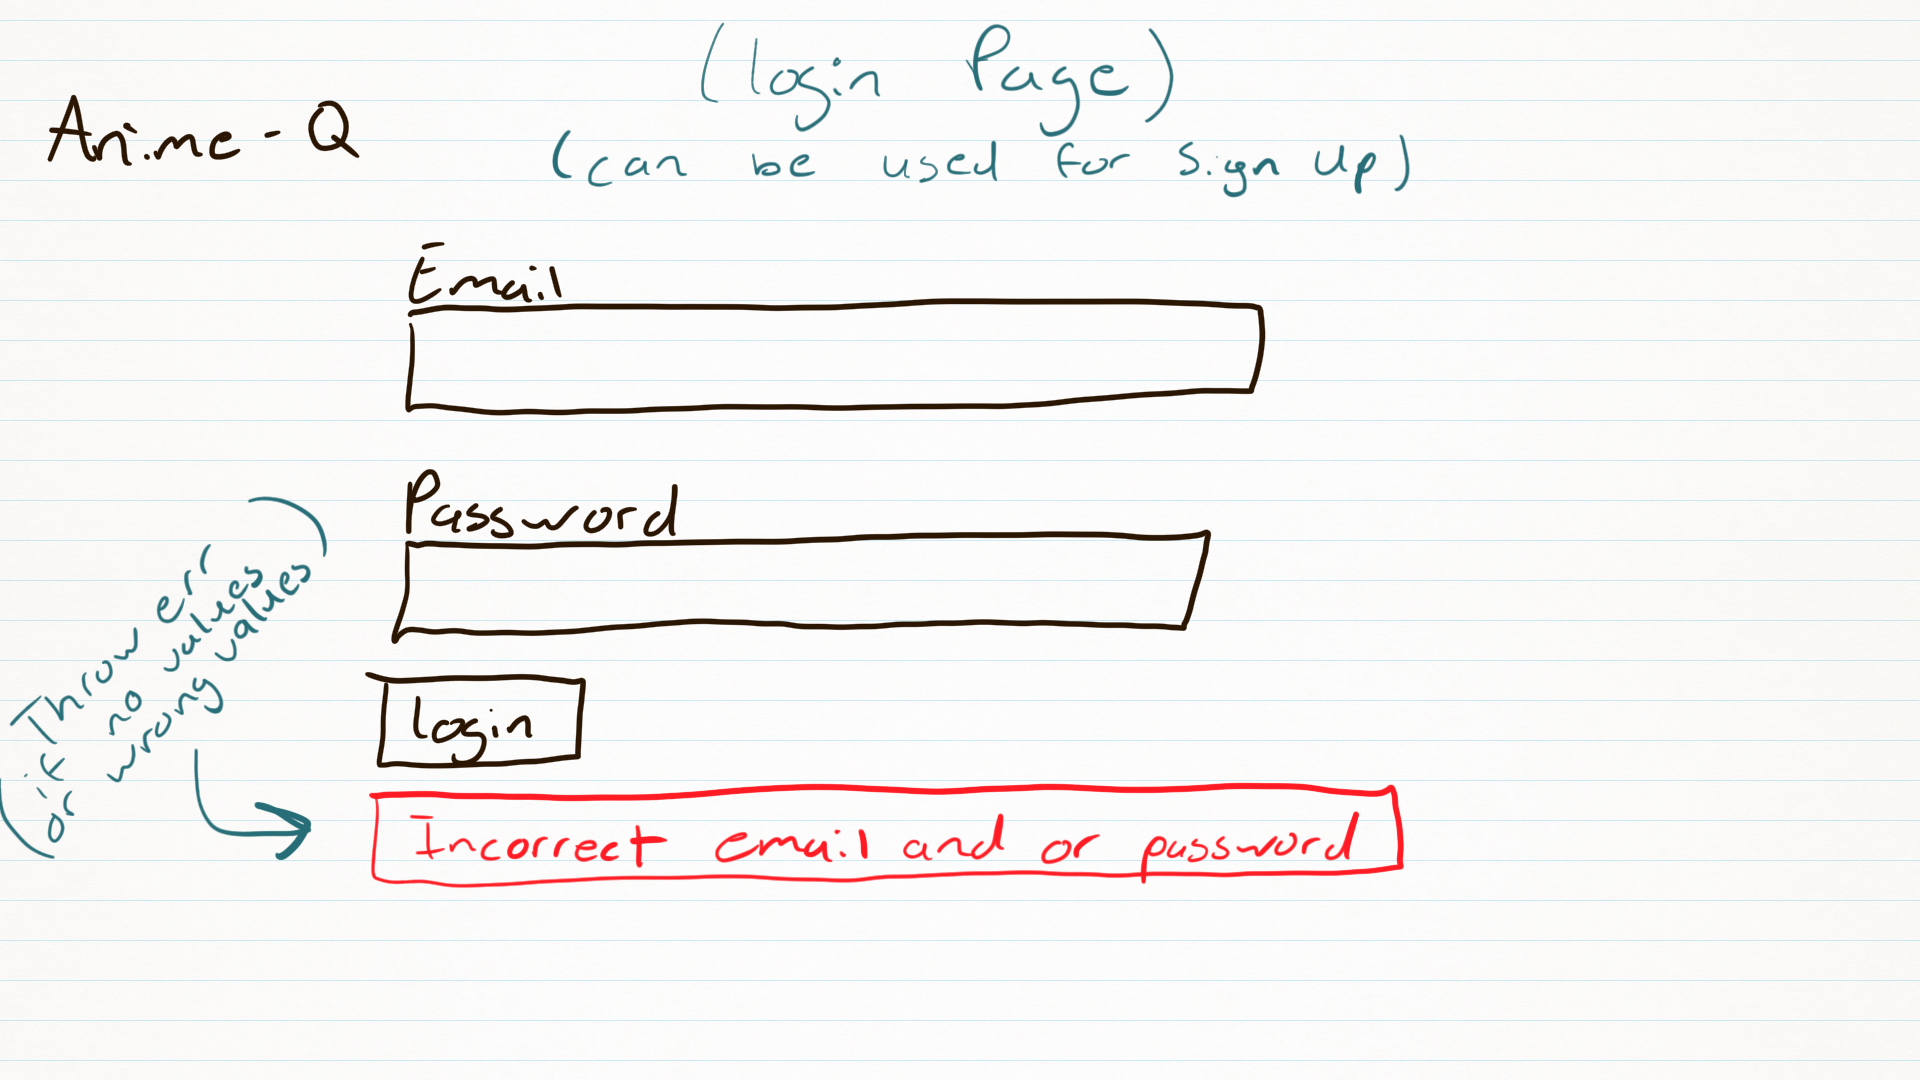 (login Page)
Anime-Q
(can be used for sign up)
Email
Password
(Throw err
if no values
or wrong values)
login
Incorrect email and or password